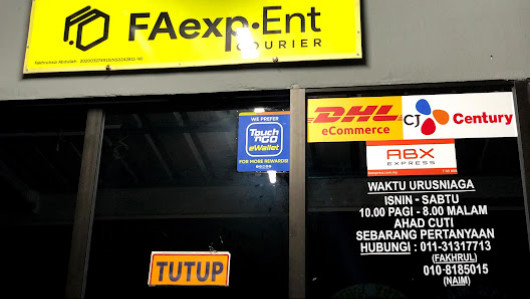 FAexp•Ent
COURIER
WE PREFER
Touch
'n GO
eWallet
FOR MORE REWARDS!
DHL
eCommerce
CJ Century
ABX
EXPRESS
WAKTU URUSNIAGA
ISNIN - SABTU
10.00 PAGI - 8.00 MALAM
AHAD CUTI
SEBARANG PERTANYAAN
HUBUNGI : 011-31317713
(FAKHRUL)
010-8185015
(NAIM)
TUTUP